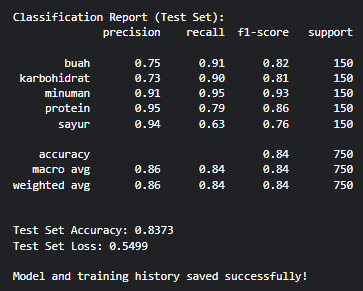 Classification Report (Test Set):
precision recall f1-score support
buah 0.75 0.91 0.82 150
karbohidrat 0.73 0.90 0.81 150
minuman 0.91 0.95 0.93 150
protein 0.95 0.79 0.86 150
sayur 0.94 0.63 0.76 150
accuracy 0.84 750
macro avg 0.86 0.84 0.84 750
weighted avg 0.86 0.84 0.84 750
Test Set Accuracy: 0.8373
Test Set Loss: 0.5499
Model and training history saved successfully!